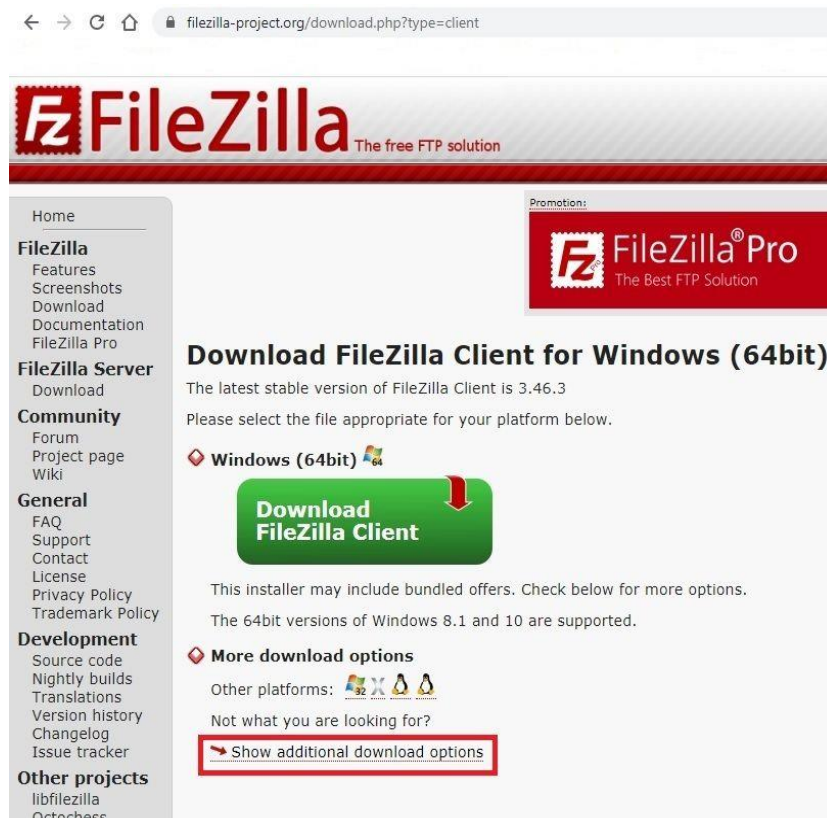 filezilla-project.org/download.php?type=client
FileZilla The free FTP solution
Home
FileZilla
Features
Screenshots
Download
Documentation
FileZilla Pro
FileZilla Server
Download
Community
Forum
Project page
Wiki
General
FAQ
Support
Contact
License
Privacy Policy
Trademark Policy
Development
Source code
Nightly builds
Translations
Version history
Changelog
Issue tracker
Other projects
libfilezilla
Octochess
Promotion:
FileZilla®Pro
The Best FTP Solution
Download FileZilla Client for Windows (64bit)
The latest stable version of FileZilla Client is 3.46.3
Please select the file appropriate for your platform below.
Windows (64bit) 64
Download
FileZilla Client
This installer may include bundled offers. Check below for more options.
The 64bit versions of Windows 8.1 and 10 are supported.
More download options
Other platforms: 32
Not what you are looking for?
Show additional download options